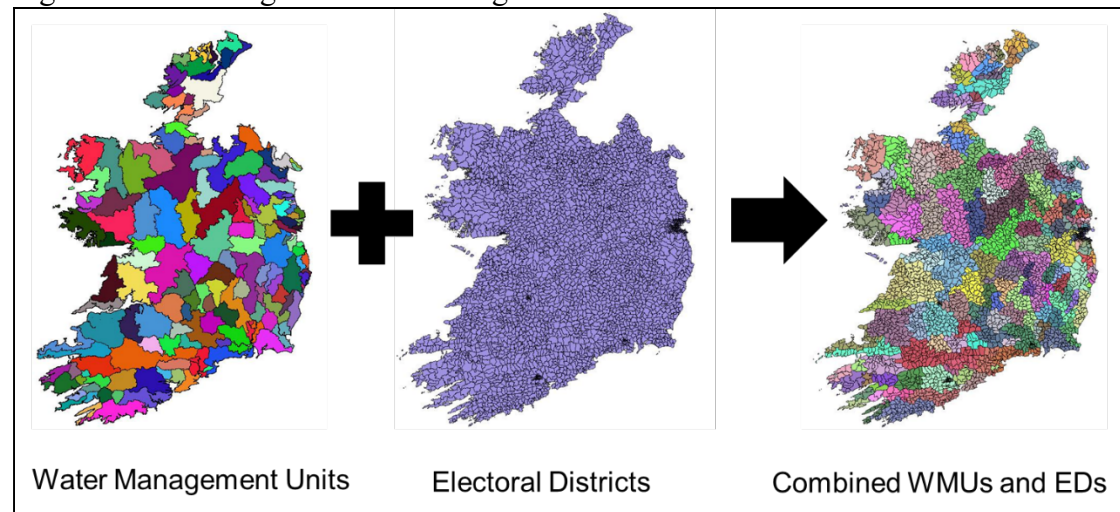 Water Management Units
Electoral Districts
Combined WMUs and EDs